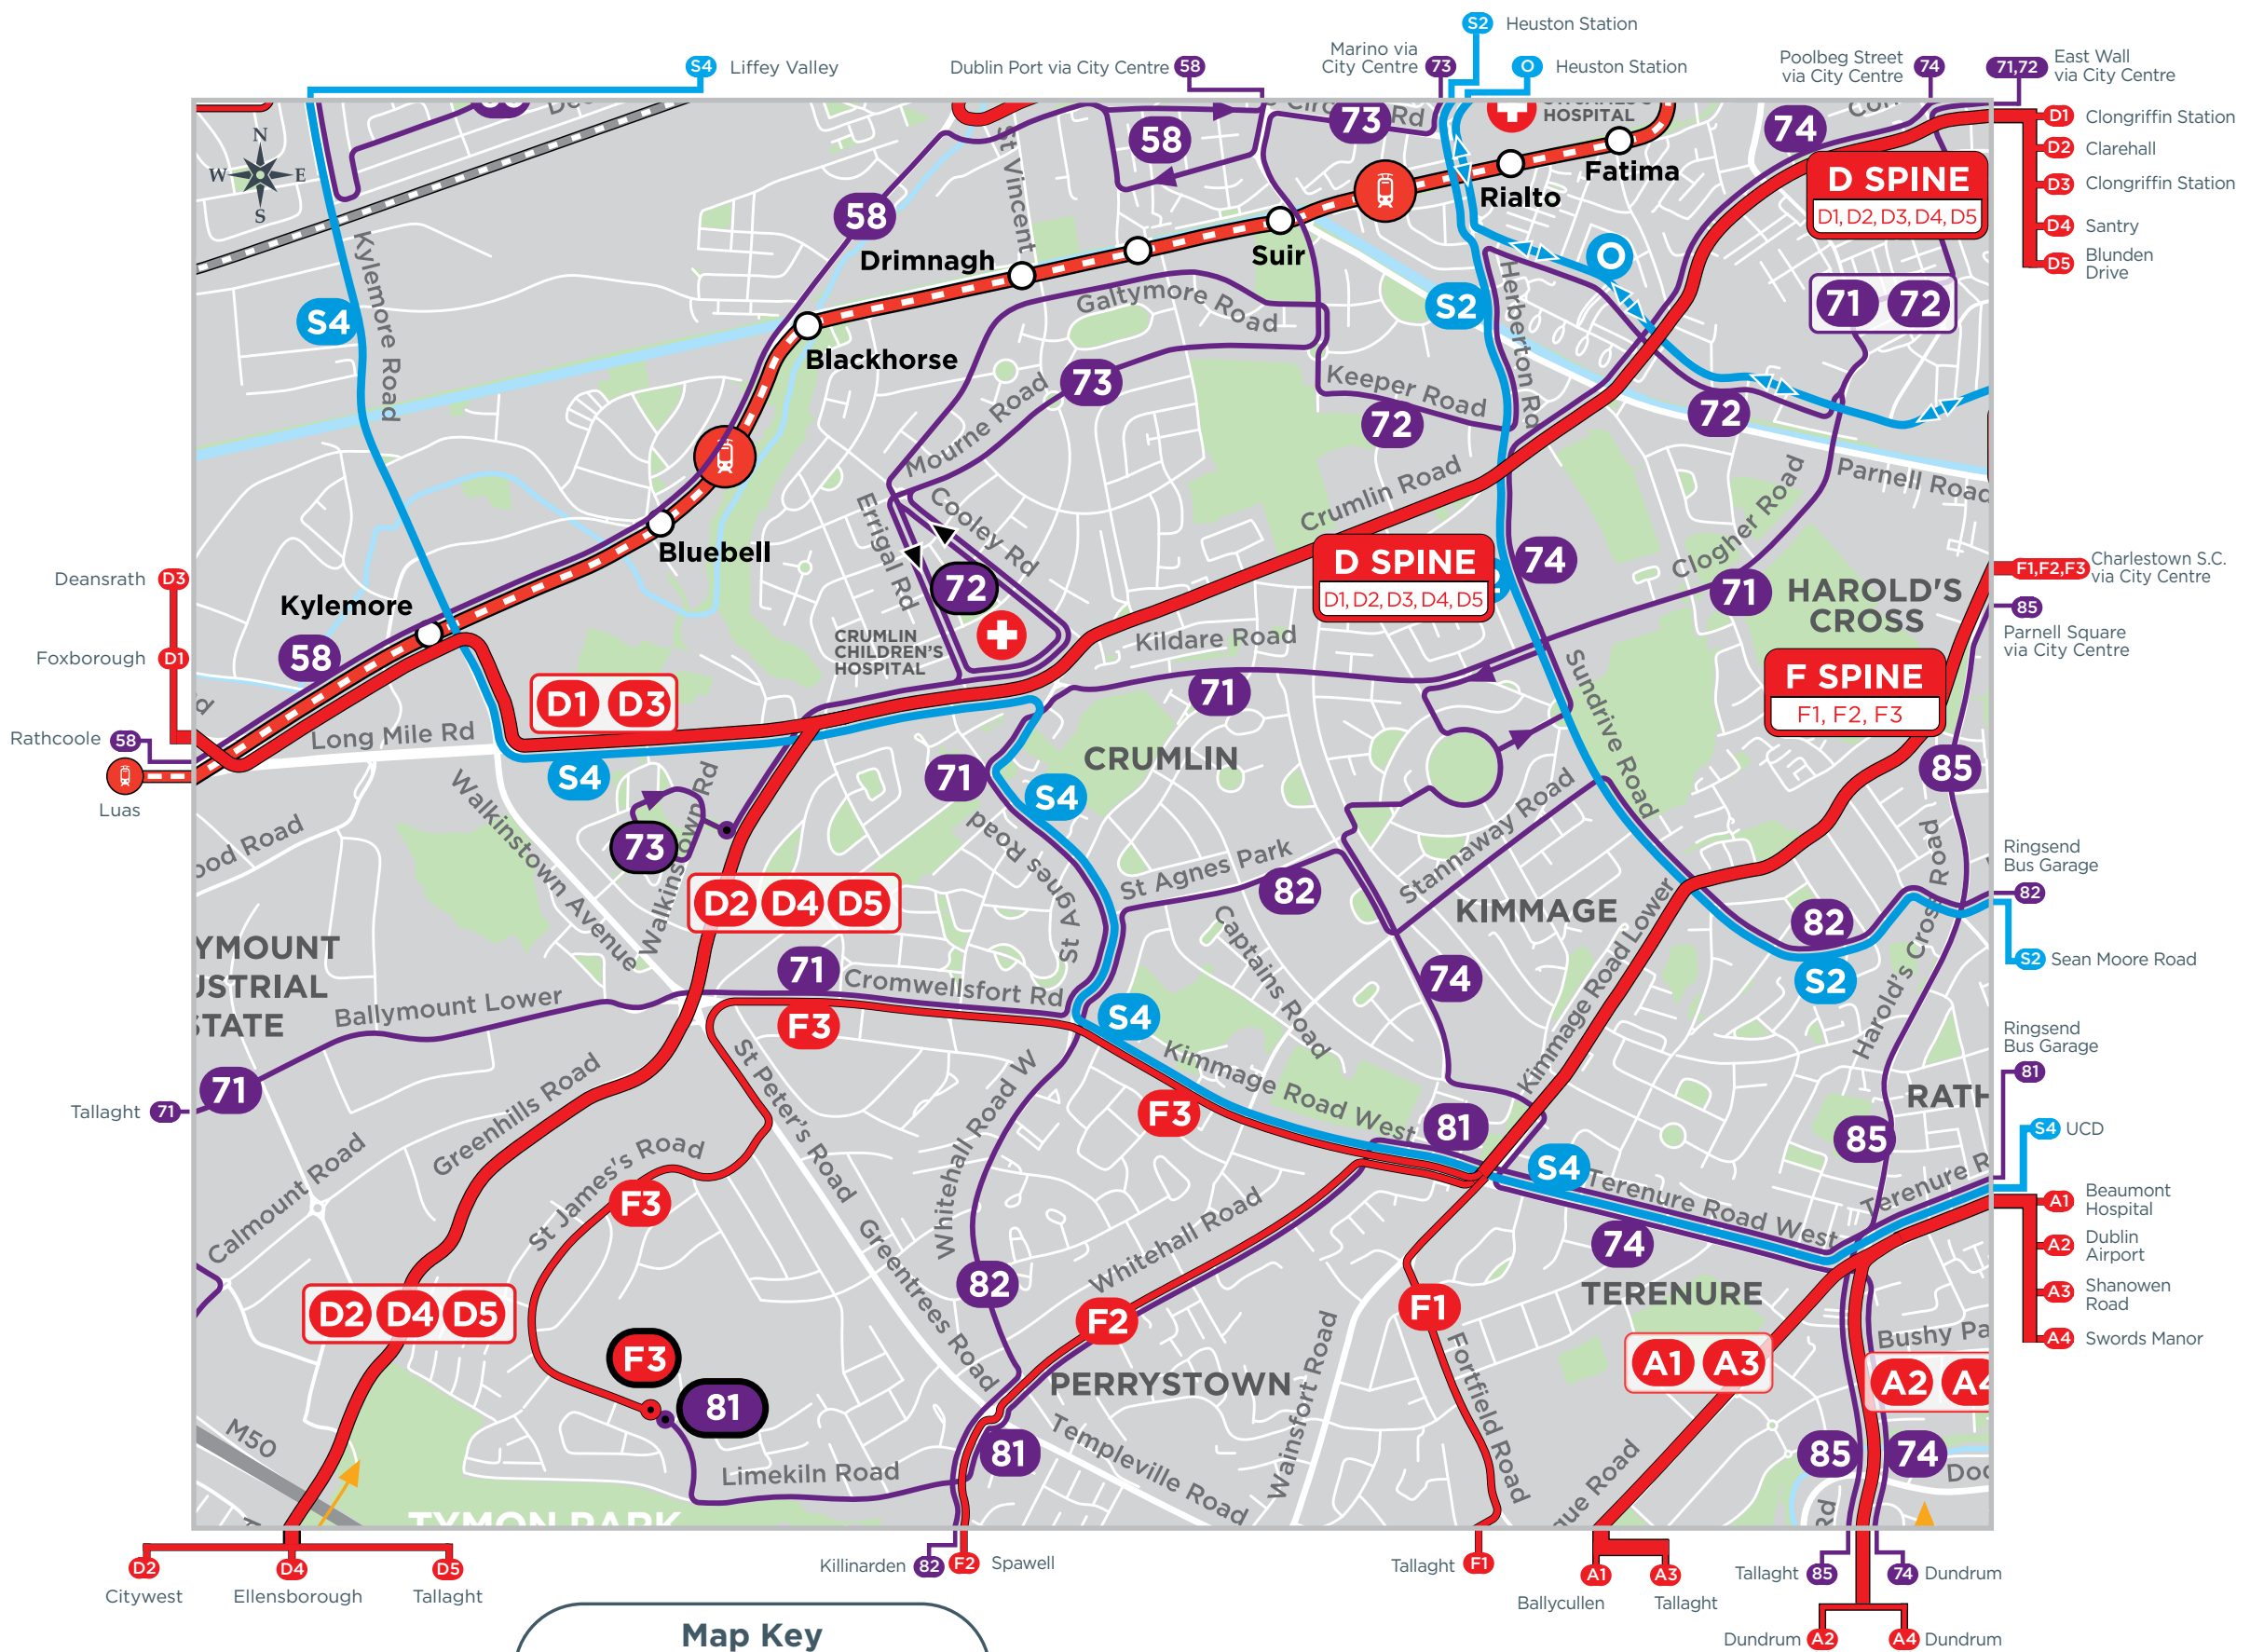 S2 Heuston Station
Marino via
City Centre 73
S4 Liffey Valley
Dublin Port via City Centre 58
O Heuston Station
Poolbeg Street
via City Centre 74
71,72 East Wall
via City Centre
D1 Clongriffin Station
D2 Clarehall
D3 Clongriffin Station
D4 Santry
D5 Blunden
Drive
N
W E
S
58
73
Rd
HOSPITAL
74
Fatima
Rialto
D SPINE
D1, D2, D3, D4, D5
St Vincent
58
Suir
Drimnagh
O
S4
Kylemore Road
S2
Herberton Rd
71 72
Galtymore Road
Blackhorse
73
Mourne Road
Keeper Road
72
72
Crumlin Road
Parnell Road
Clogher Road
Errigal Rd
Cooley Rd
Bluebell
72
D SPINE
D1, D2, D3, D4, D5
74
71
HAROLD'S
CROSS
F1,F2,F3 Charlestown S.C.
via City Centre
85
Parnell Square
via City Centre
Deansrath D3
Foxborough D1
Rathcoole 58
Luas
Kylemore
58
CRUMLIN
CHILDREN'S
HOSPITAL
Kildare Road
71
Sundrive Road
F SPINE
F1, F2, F3
D1 D3
Long Mile Rd
S4
Walkinstown Rd
73
Walkinstown Avenue
71
S4
CRUMLIN
St Agnes Road
St Agnes Park
82
Stannaway Road
KIMMAGE
85
Harold's Cross Road
Ringsend
Bus Garage
82
S2 Sean Moore Road
82
S2
ood Road
YMOUNT
USTRIAL
STATE
D2 D4 D5
71
Cromwellsfort Rd
F3
Ballymount Lower
71
Tallaght 71
Captains Road
74
Kimmage Road Lower
S4
Kimmage Road West
F3
81
S4
Ringsend
Bus Garage
81
RATH
S4 UCD
85
Terenure R
Terenure Road West
74
TERENURE
A1 Beaumont
Hospital
A2 Dublin
Airport
A3 Shanowen
Road
A4 Swords Manor
Greenhills Road
St Peter's Road
St James's Road
F3
Calmount Road
Whitehall Road W
82
Whitehall Road
F2
Greentrees Road
PERRYSTOWN
F1
Fortfield Road
Wainsfort Road
Templeville Road
D2 D4 D5
F3
81
81
Limekiln Road
M50
TYMON PARK
A1 A3
Bushy Pa
A2 A4
85
74
Doc
gue Road
Rd
D2
Citywest
D4
Ellensborough
D5
Tallaght
Killinarden 82
F2 Spawell
Tallaght F1
A1
Ballycullen
A3
Tallaght
Tallaght 85
74 Dundrum
Dundrum A2
A4 Dundrum
Map Key